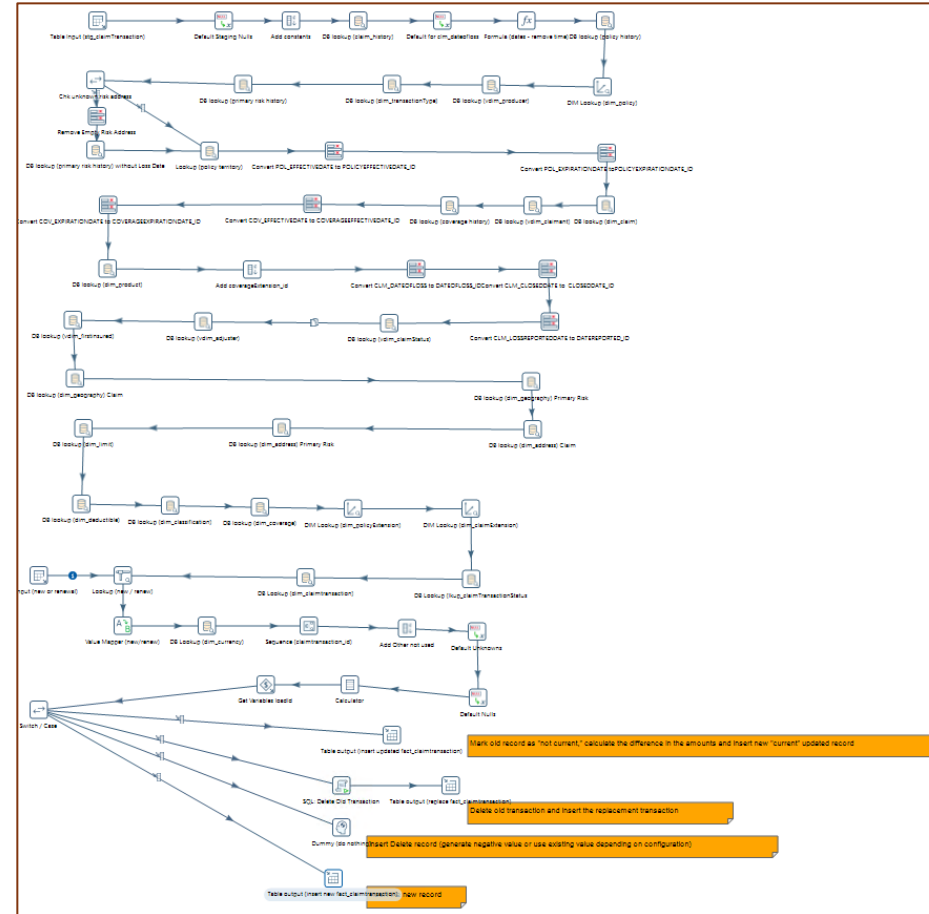 Table input (stg_claimTransaction)
Default Staging Nulls
Add constants
DB lookup (claim_history)
Default for clm_dateofloss
Formula (dates - remove time)
DB lookup (policy history)
Chk unknown risk address
DB lookup (primary risk history)
DB lookup (dim_transactionType)
DB lookup (vdim_producer)
DIM Lookup (dim_policy)
Remove Empty Risk Address
DB lookup (primary risk history) without Loss Date
Lookup (policy territory)
Convert POL_EFFECTIVEDATE to POLICYEFFECTIVEDATE_ID
Convert POL_EXPIRATIONDATE toPOLICYEXPIRATIONDATE_ID
Convert COV_EXPIRATIONDATE to COVERAGEEXPIRATIONDATE_ID
Convert COV_EFFECTIVEDATE to COVERAGEEFFECTIVEDATE_ID
DB lookup (coverage history)
DB lookup (vdim_claimant)
DB lookup (dim_claim)
DB lookup (dim_product)
Add coverageExtension_id
Convert CLM_DATEOFLOSS to DATEOFLOSS_ID
Convert CLM_CLOSEDDATE to CLOSEDDATE_ID
DB lookup (vdim_firstinsured)
DB lookup (vdim_adjuster)
DB lookup (vdim_claimStatus)
Convert CLM_LOSSREPORTEDDATE to DATEREPORTED_ID
DB lookup (dim_geography) Claim
DB lookup (dim_geography) Primary Risk
DB lookup (dim_limit)
DB lookup (dim_address) Primary Risk
DB lookup (dim_address) Claim
DB lookup (dim_deductible)
DB lookup (dim_classification)
DB lookup (dim_coverage)
DIM Lookup (dim_policyExtension)
DIM Lookup (dim_claimExtension)
nput (new or renewal)
Lookup (new / renew)
DB Lookup (dim_claimtransaction)
DB Lookup (lkup_claimTransactionStatus
Value Mapper (new/renew)
DB Lookup (dim_currency)
Sequence (claimtransaction_id)
Add Other not used
Default Unknowns
Get Variables loadId
Calculator
Default Nulls
Switch / Case
Table output (insert updated fact_claimtransaction)
Mark old record as "not current," calculate the difference in the amounts and insert new "current" updated record
SQL: Delete Old Transaction
Table output (replace fact_claimtransaction)
Delete old transaction and insert the replacement transaction
Dummy (do nothing)
Insert Delete record (generate negative value or use existing value depending on configuration)
Table output (insert new fact_claimtransaction)
new record